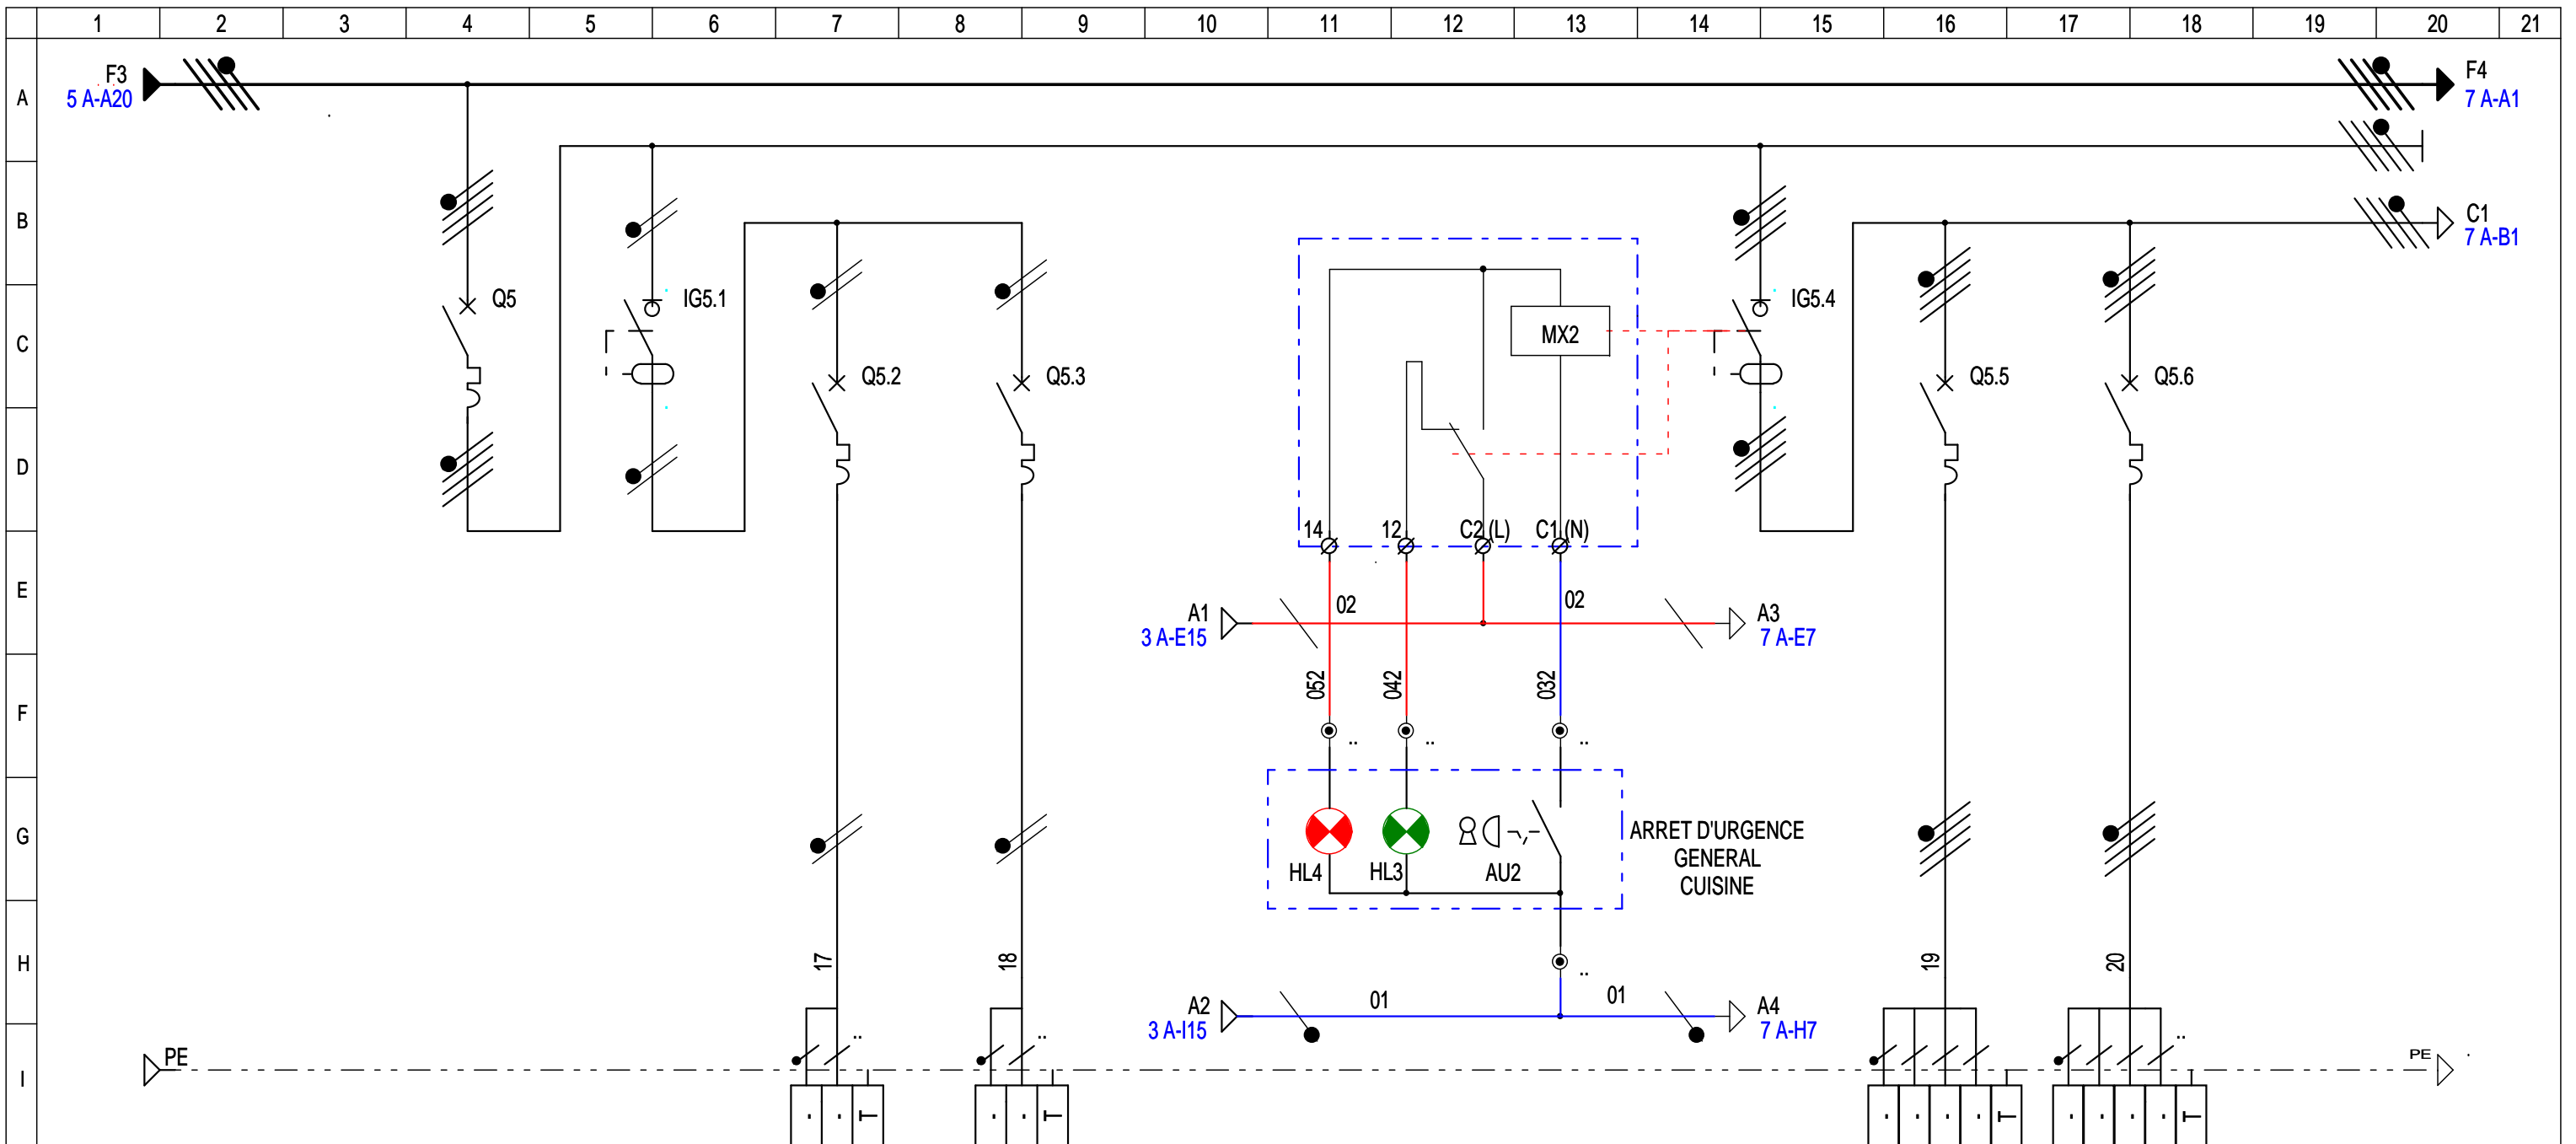 1 2 3 4 5 6 7 8 9 10 11 12 13 14 15 16 17 18 19 20 21
A
F3
5 A-A20
F4
7 A-A1
B
C1
7 A-B1
C
Q5
IG5.1
IG5.4
MX2
Q5.2
Q5.3
Q5.5
Q5.6
D
14 12 C2 (L) C1 (N)
E
A1
3 A-E15
02
02
A3
7 A-E7
F
052
042
032
..
..
..
G
HL4
HL3
AU2
ARRET D'URGENCE
GENERAL
CUISINE
H
17
18
19
20
..
A2
3 A-I15
01
01
A4
7 A-H7
I
PE
..
..
..
PE
T
T
T
T